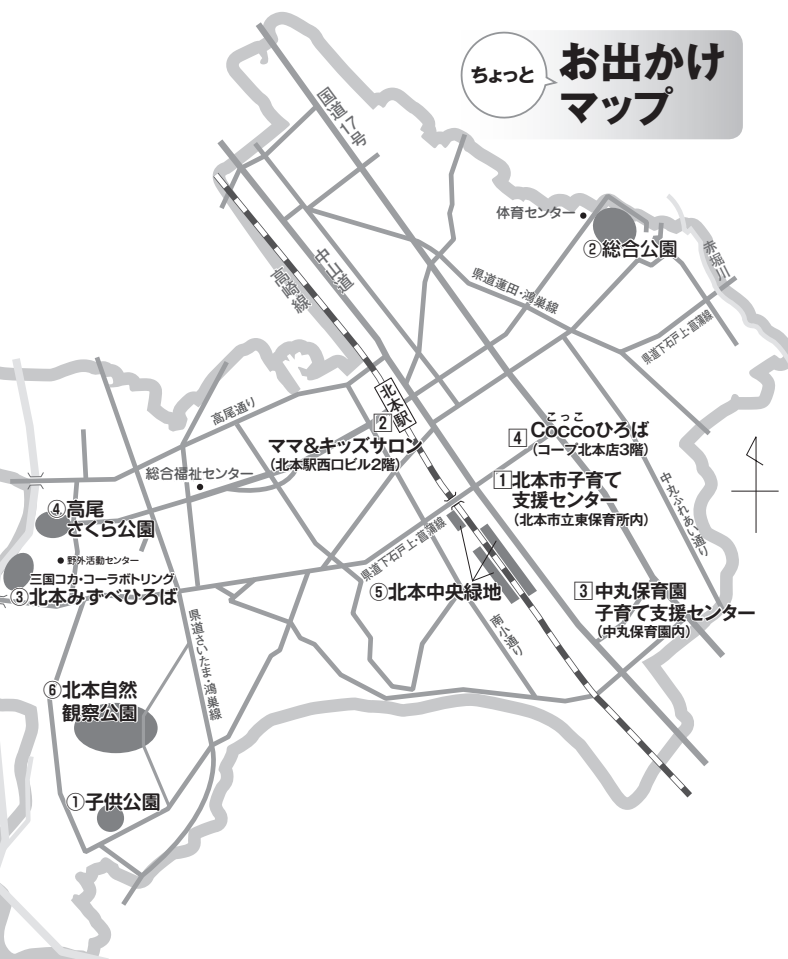 ちょっと
お出かけ
マップ
国道17号
体育センター
②総合公園
赤堀川
中山道
高崎線
県道蓮田・鴻巣線
県道下石戸上・菖蒲線
北本駅
高尾通り
2
ママ&キッズサロン
(北本駅西口ビル2階)
こっこ
4 Coccoひろば
(コープ北本店3階)
総合福祉センター
1 北本市子育て
支援センター
(北本市立東保育所内)
中丸ふれあい通り
④高尾
さくら公園
野外活動センター
県道下石戸上・菖蒲線
三国コカ・コーラボトリング
③北本みずべひろば
⑤北本中央緑地
3 中丸保育園
子育て支援センター
(中丸保育園内)
県道さいたま・鴻巣線
南小通り
⑥北本自然
観察公園
①子供公園